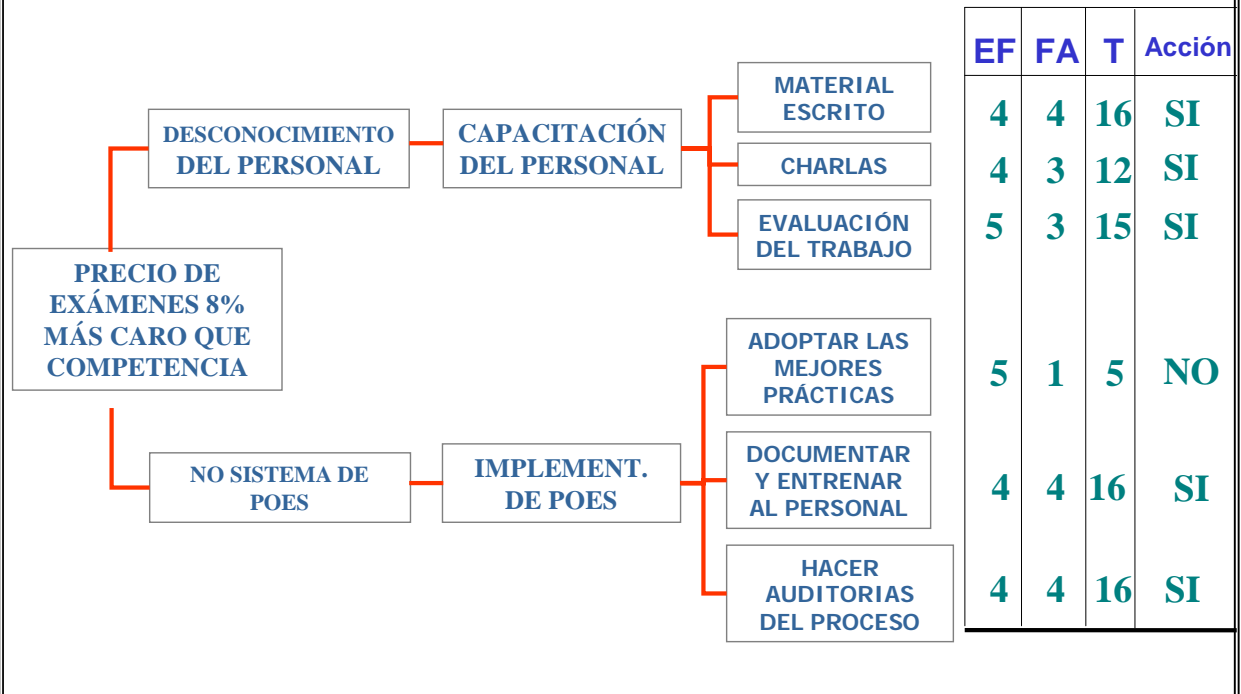 EF FA T Acción
MATERIAL
ESCRITO
4 4 16 SI
DESCONOCIMIENTO
DEL PERSONAL
CAPACITACIÓN
DEL PERSONAL
CHARLAS
4 3 12 SI
EVALUACIÓN
DEL TRABAJO
5 3 15 SI
PRECIO DE
EXÁMENES 8%
MÁS CARO QUE
COMPETENCIA
ADOPTAR LAS
MEJORES
PRÁCTICAS
5 1 5 NO
NO SISTEMA DE
POES
IMPLEMENT.
DE POES
DOCUMENTAR
Y ENTRENAR
AL PERSONAL
4 4 16 SI
HACER
AUDITORIAS
DEL PROCESO
4 4 16 SI